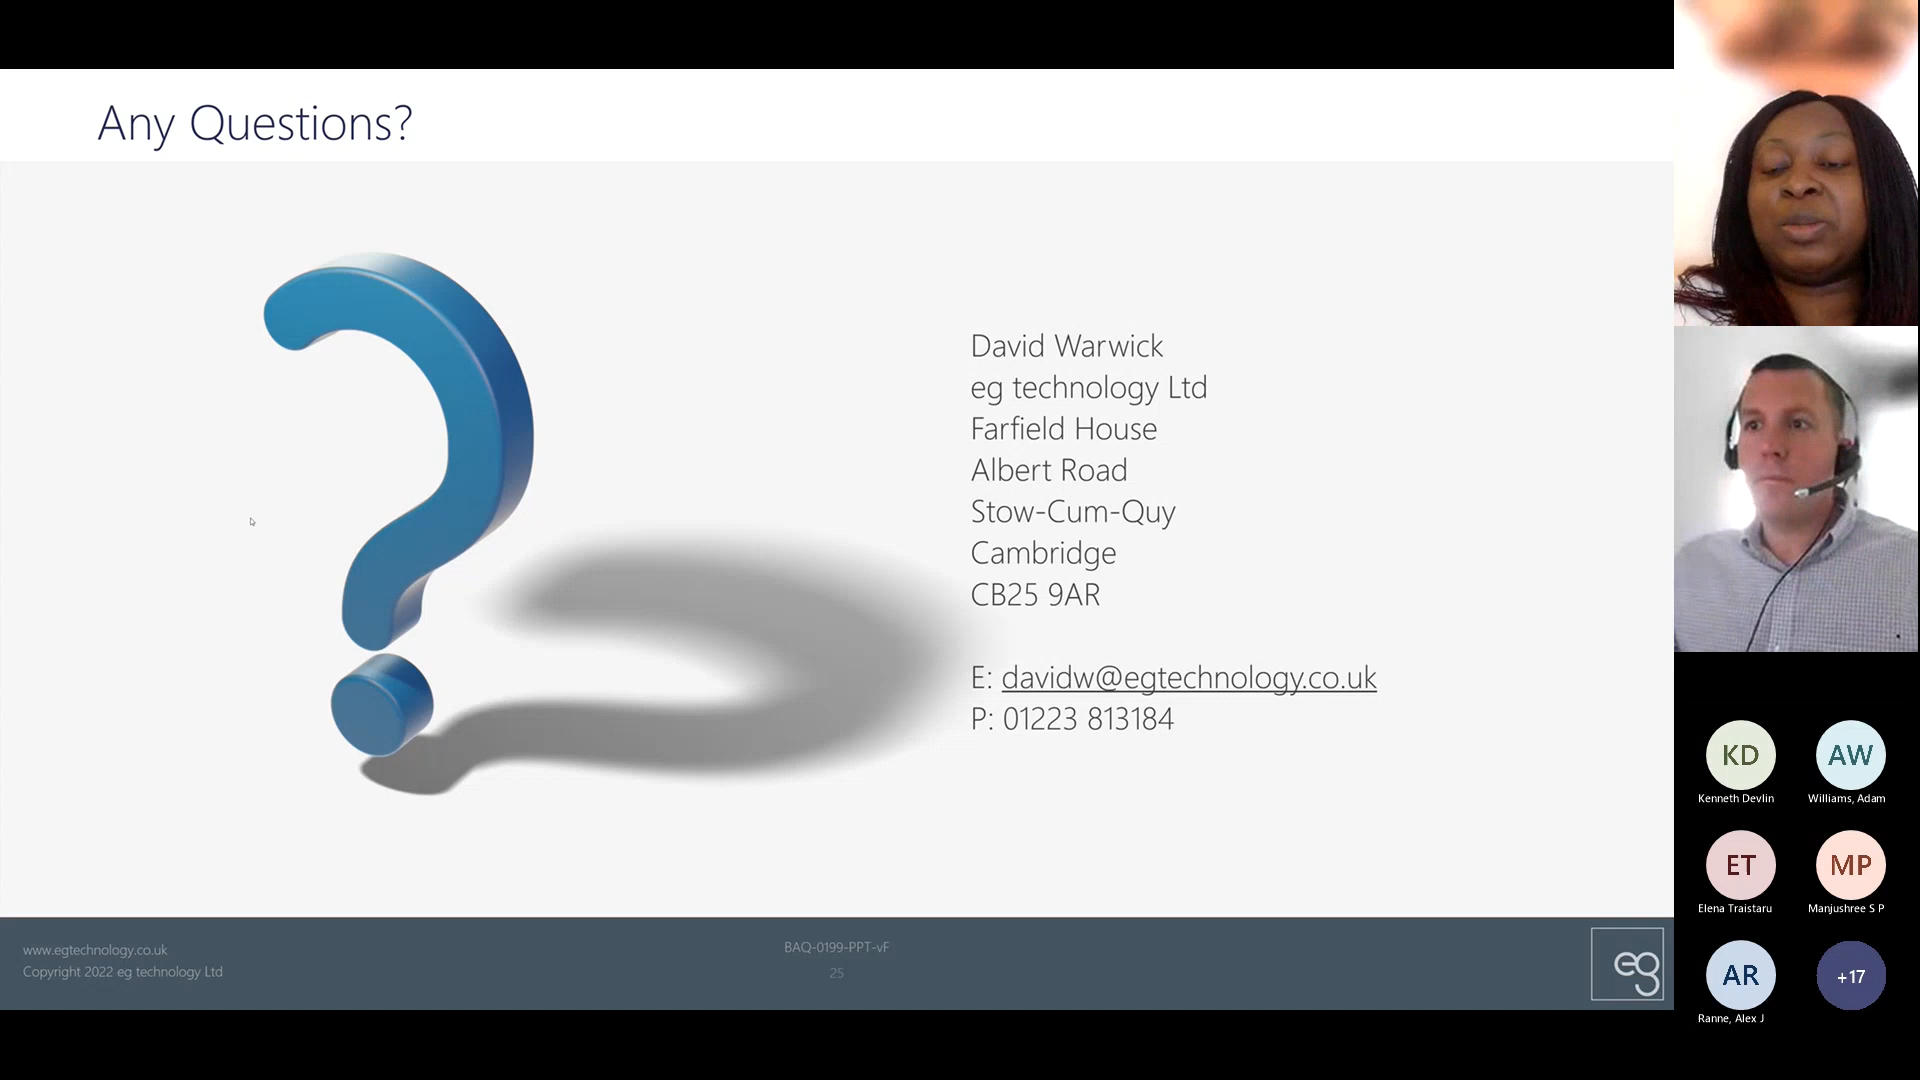 Any Questions?
David Warwick
eg technology Ltd
Farfield House
Albert Road
Stow-Cum-Quy
Cambridge
CB25 9AR
E: davidw@egtechnology.co.uk
P: 01223 813184
www.egtechnology.co.uk
Copyright 2022 eg technology Ltd
BAQ-0199-PPT-vF
25
eg
KD
Kenneth Devlin
AW
Williams, Adam
ET
Elena Traistaru
MP
Manjushree S P
AR
Ranne, Alex J
+17